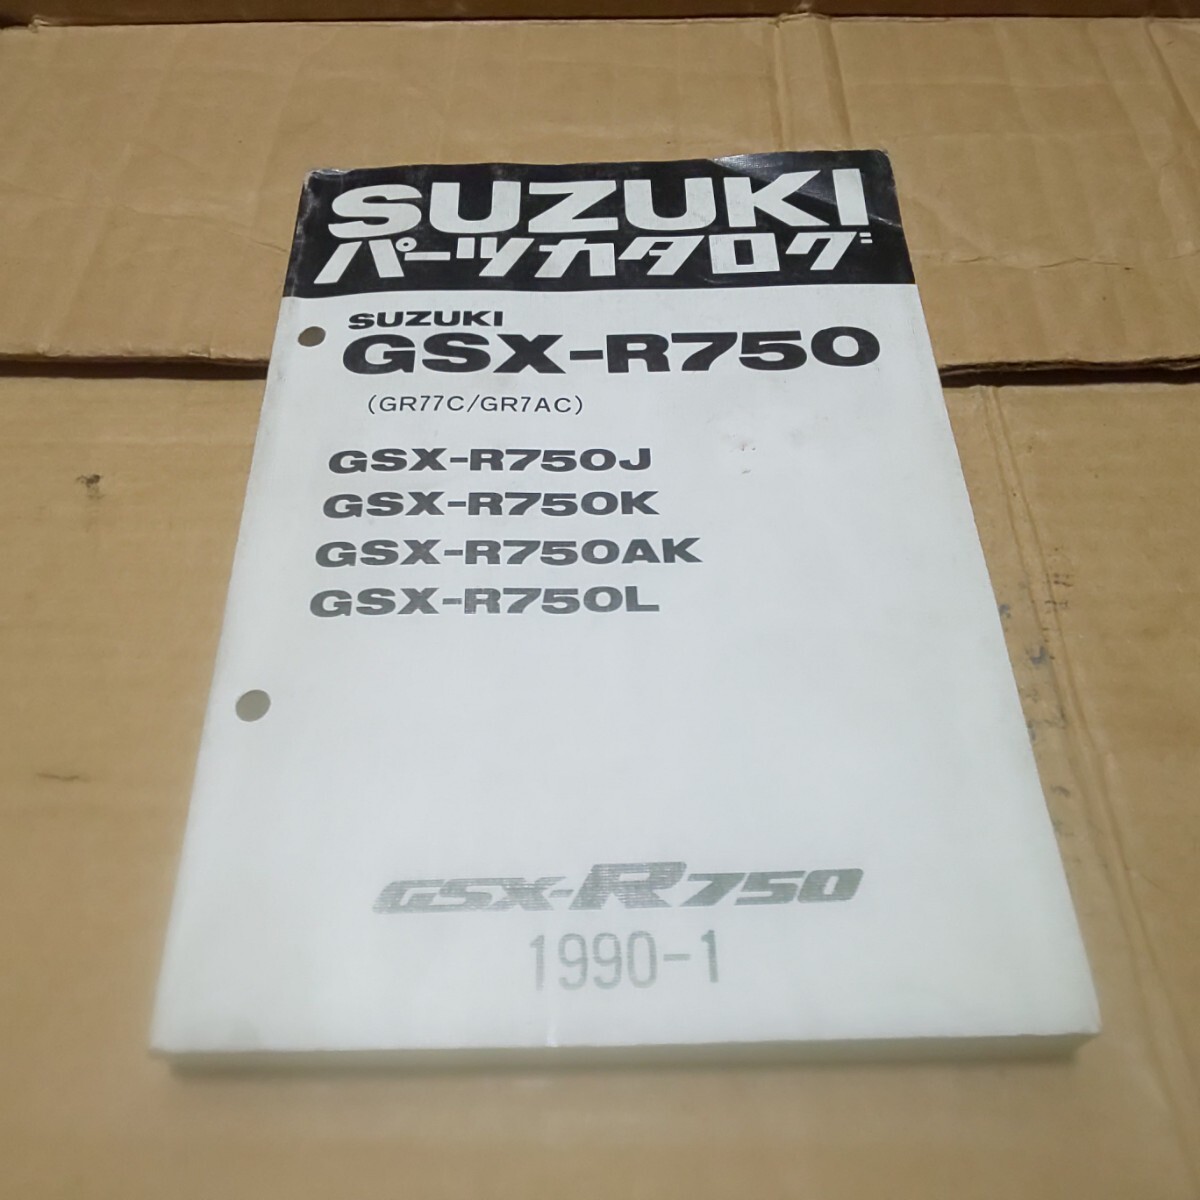 SUZUKI
パーツカタログ
SUZUKI
GSX-R750
(GR77C/GR7AC)
GSX-R750J
GSX-R750K
GSX-R750AK
GSX-R750L
GSX-R750
1990-1